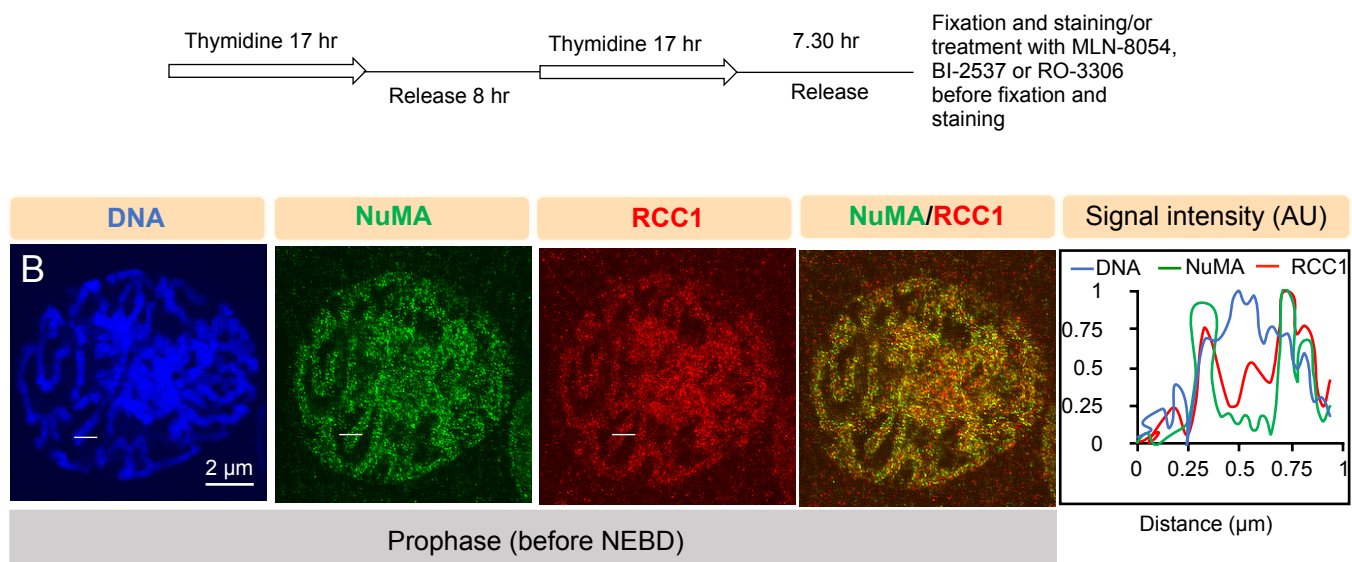 Thymidine 17 hr
Release 8 hr
Thymidine 17 hr
7.30 hr
Release
Fixation and staining/or
treatment with MLN-8054,
BI-2537 or RO-3306
before fixation and
staining
DNA
NuMA
RCC1
NuMA/RCC1
Signal intensity (AU)
B
2 µm
DNA NuMA RCC1
1
0.75
0.5
0.25
0
0 0.25 0.5 0.75 1
Distance (µm)
Prophase (before NEBD)